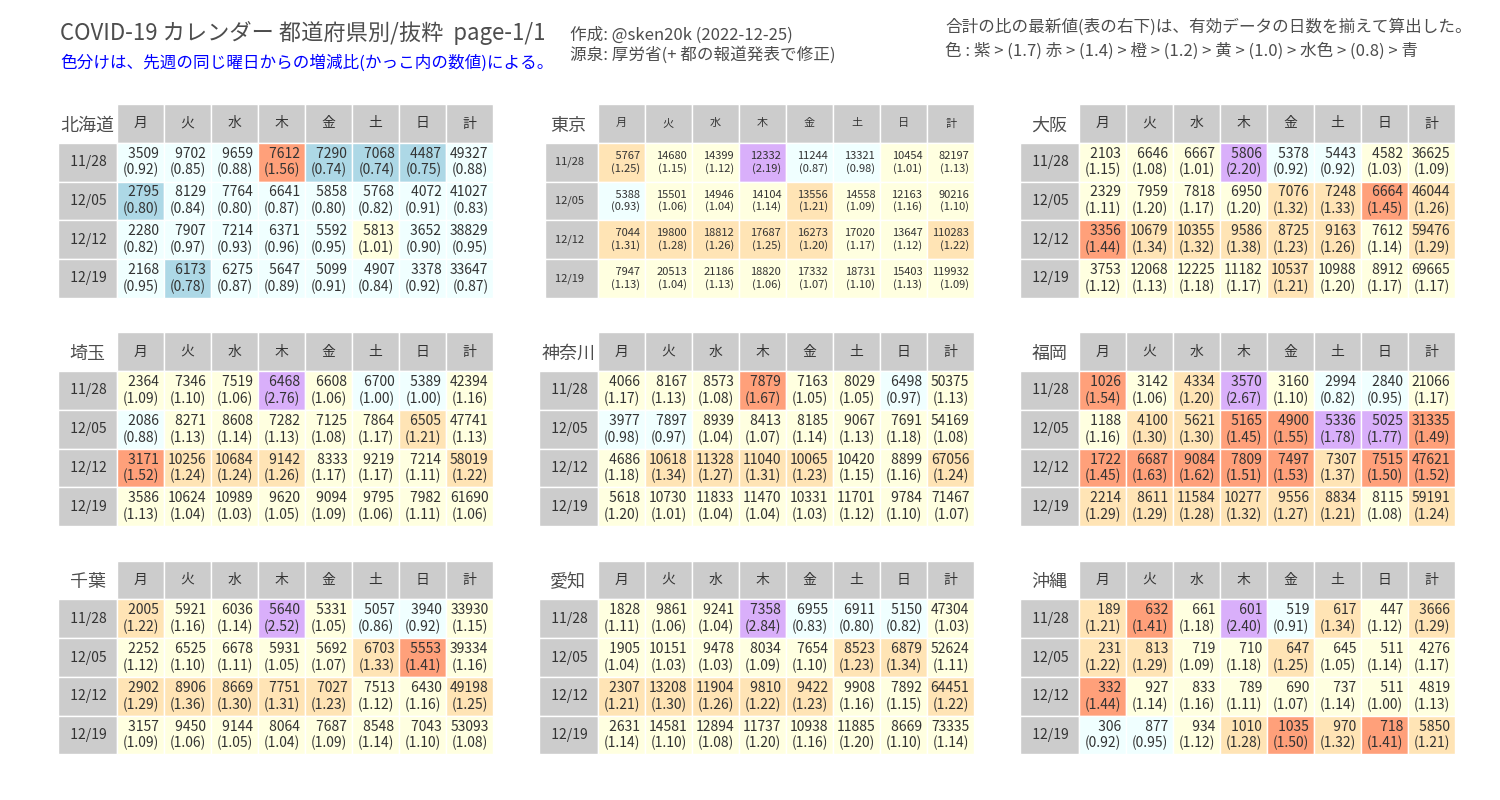 COVID-19 カレンダー 都道府県別/抜粋 page-1/1
作成: @sken20k (2022-12-25)
合計の比の最新値(表の右下)は、有効データの日数を揃えて算出した。
色分けは、先週の同じ曜日からの増減比(かっこ内の数値)による。
源泉: 厚労省(+ 都の報道発表で修正)
色 : 紫 > (1.7) 赤 > (1.4) > 橙 > (1.2) > 黄 > (1.0) > 水色 > (0.8) > 青
北海道 月 火 水 木 金 土 日 計
11/28 3509 9702 9659 7612 7290 7068 4487 49327
(0.92) (0.85) (0.88) (1.56) (0.74) (0.74) (0.75) (0.88)
12/05 2795 8129 7764 6641 5858 5768 4072 41027
(0.80) (0.84) (0.80) (0.87) (0.80) (0.82) (0.91) (0.83)
12/12 2280 7907 7214 6371 5592 5813 3652 38829
(0.82) (0.97) (0.93) (0.96) (0.95) (1.01) (0.90) (0.95)
12/19 2168 6173 6275 5647 5099 4907 3378 33647
(0.95) (0.78) (0.87) (0.89) (0.91) (0.84) (0.92) (0.87)
東京 月 火 水 木 金 土 日 計
11/28 5767 14680 14399 12332 11244 13321 10454 82197
(1.25) (1.15) (1.12) (2.19) (0.87) (0.98) (1.01) (1.13)
12/05 5388 15501 14946 14104 13556 14558 12163 90216
(0.93) (1.06) (1.04) (1.14) (1.21) (1.09) (1.16) (1.10)
12/12 7044 19800 18812 17687 16273 17020 13647 110283
(1.31) (1.28) (1.26) (1.25) (1.20) (1.17) (1.12) (1.22)
12/19 7947 20513 21186 18820 17332 18731 15403 119932
(1.13) (1.04) (1.13) (1.06) (1.07) (1.10) (1.13) (1.09)
大阪 月 火 水 木 金 土 日 計
11/28 2103 6646 6667 5806 5378 5443 4582 36625
(1.15) (1.08) (1.01) (2.20) (0.92) (0.92) (1.03) (1.09)
12/05 2329 7959 7818 6950 7076 7248 6664 46044
(1.11) (1.20) (1.17) (1.20) (1.32) (1.33) (1.45) (1.26)
12/12 3356 10679 10355 9586 8725 9163 7612 59476
(1.44) (1.34) (1.32) (1.38) (1.23) (1.26) (1.14) (1.29)
12/19 3753 12068 12225 11182 10537 10988 8912 69665
(1.12) (1.13) (1.18) (1.17) (1.21) (1.20) (1.17) (1.17)
埼玉 月 火 水 木 金 土 日 計
11/28 2364 7346 7519 6468 6608 6700 5389 42394
(1.09) (1.10) (1.06) (2.76) (1.06) (1.00) (1.00) (1.16)
12/05 2086 8271 8608 7282 7125 7864 6505 47741
(0.88) (1.13) (1.14) (1.13) (1.08) (1.17) (1.21) (1.13)
12/12 3171 10256 10684 9142 8333 9219 7214 58019
(1.52) (1.24) (1.24) (1.26) (1.17) (1.17) (1.11) (1.22)
12/19 3586 10624 10989 9620 9094 9795 7982 61690
(1.13) (1.04) (1.03) (1.05) (1.09) (1.06) (1.11) (1.06)
神奈川 月 火 水 木 金 土 日 計
11/28 4066 8167 8573 7879 7163 8029 6498 50375
(1.17) (1.13) (1.08) (1.67) (1.05) (1.05) (0.97) (1.13)
12/05 3977 7897 8939 8413 8185 9067 7691 54169
(0.98) (0.97) (1.04) (1.07) (1.14) (1.13) (1.18) (1.08)
12/12 4686 10618 11328 11040 10065 10420 8899 67056
(1.18) (1.34) (1.27) (1.31) (1.23) (1.15) (1.16) (1.24)
12/19 5618 10730 11833 11470 10331 11701 9784 71467
(1.20) (1.01) (1.04) (1.04) (1.03) (1.12) (1.10) (1.07)
福岡 月 火 水 木 金 土 日 計
11/28 1026 3142 4334 3570 3160 2994 2840 21066
(1.54) (1.06) (1.20) (2.67) (1.10) (0.82) (0.95) (1.17)
12/05 1188 4100 5621 5165 4900 5336 5025 31335
(1.16) (1.30) (1.30) (1.45) (1.55) (1.78) (1.77) (1.49)
12/12 1722 6687 9084 7809 7497 7307 7515 47621
(1.45) (1.63) (1.62) (1.51) (1.53) (1.37) (1.50) (1.52)
12/19 2214 8611 11584 10277 9556 8834 8115 59191
(1.29) (1.29) (1.28) (1.32) (1.27) (1.21) (1.08) (1.24)
千葉 月 火 水 木 金 土 日 計
11/28 2005 5921 6036 5640 5331 5057 3940 33930
(1.22) (1.16) (1.14) (2.52) (1.05) (0.86) (0.92) (1.15)
12/05 2252 6525 6678 5931 5692 6703 5553 39334
(1.12) (1.10) (1.11) (1.05) (1.07) (1.33) (1.41) (1.16)
12/12 2902 8906 8669 7751 7027 7513 6430 49198
(1.29) (1.36) (1.30) (1.31) (1.23) (1.12) (1.16) (1.25)
12/19 3157 9450 9144 8064 7687 8548 7043 53093
(1.09) (1.06) (1.05) (1.04) (1.09) (1.14) (1.10) (1.08)
愛知 月 火 水 木 金 土 日 計
11/28 1828 9861 9241 7358 6955 6911 5150 47304
(1.11) (1.06) (1.04) (2.84) (0.83) (0.80) (0.82) (1.03)
12/05 1905 10151 9478 8034 7654 8523 6879 52624
(1.04) (1.03) (1.03) (1.09) (1.10) (1.23) (1.34) (1.11)
12/12 2307 13208 11904 9810 9422 9908 7892 64451
(1.21) (1.30) (1.26) (1.22) (1.23) (1.16) (1.15) (1.22)
12/19 2631 14581 12894 11737 10938 11885 8669 73335
(1.14) (1.10) (1.08) (1.20) (1.16) (1.20) (1.10) (1.14)
沖縄 月 火 水 木 金 土 日 計
11/28 189 632 661 601 519 617 447 3666
(1.21) (1.41) (1.18) (2.40) (0.91) (1.34) (1.12) (1.29)
12/05 231 813 719 710 647 645 511 4276
(1.22) (1.29) (1.09) (1.18) (1.25) (1.05) (1.14) (1.17)
12/12 332 927 833 789 690 737 511 4819
(1.44) (1.14) (1.16) (1.11) (1.07) (1.14) (1.00) (1.13)
12/19 306 877 934 1010 1035 970 718 5850
(0.92) (0.95) (1.12) (1.28) (1.50) (1.32) (1.41) (1.21)